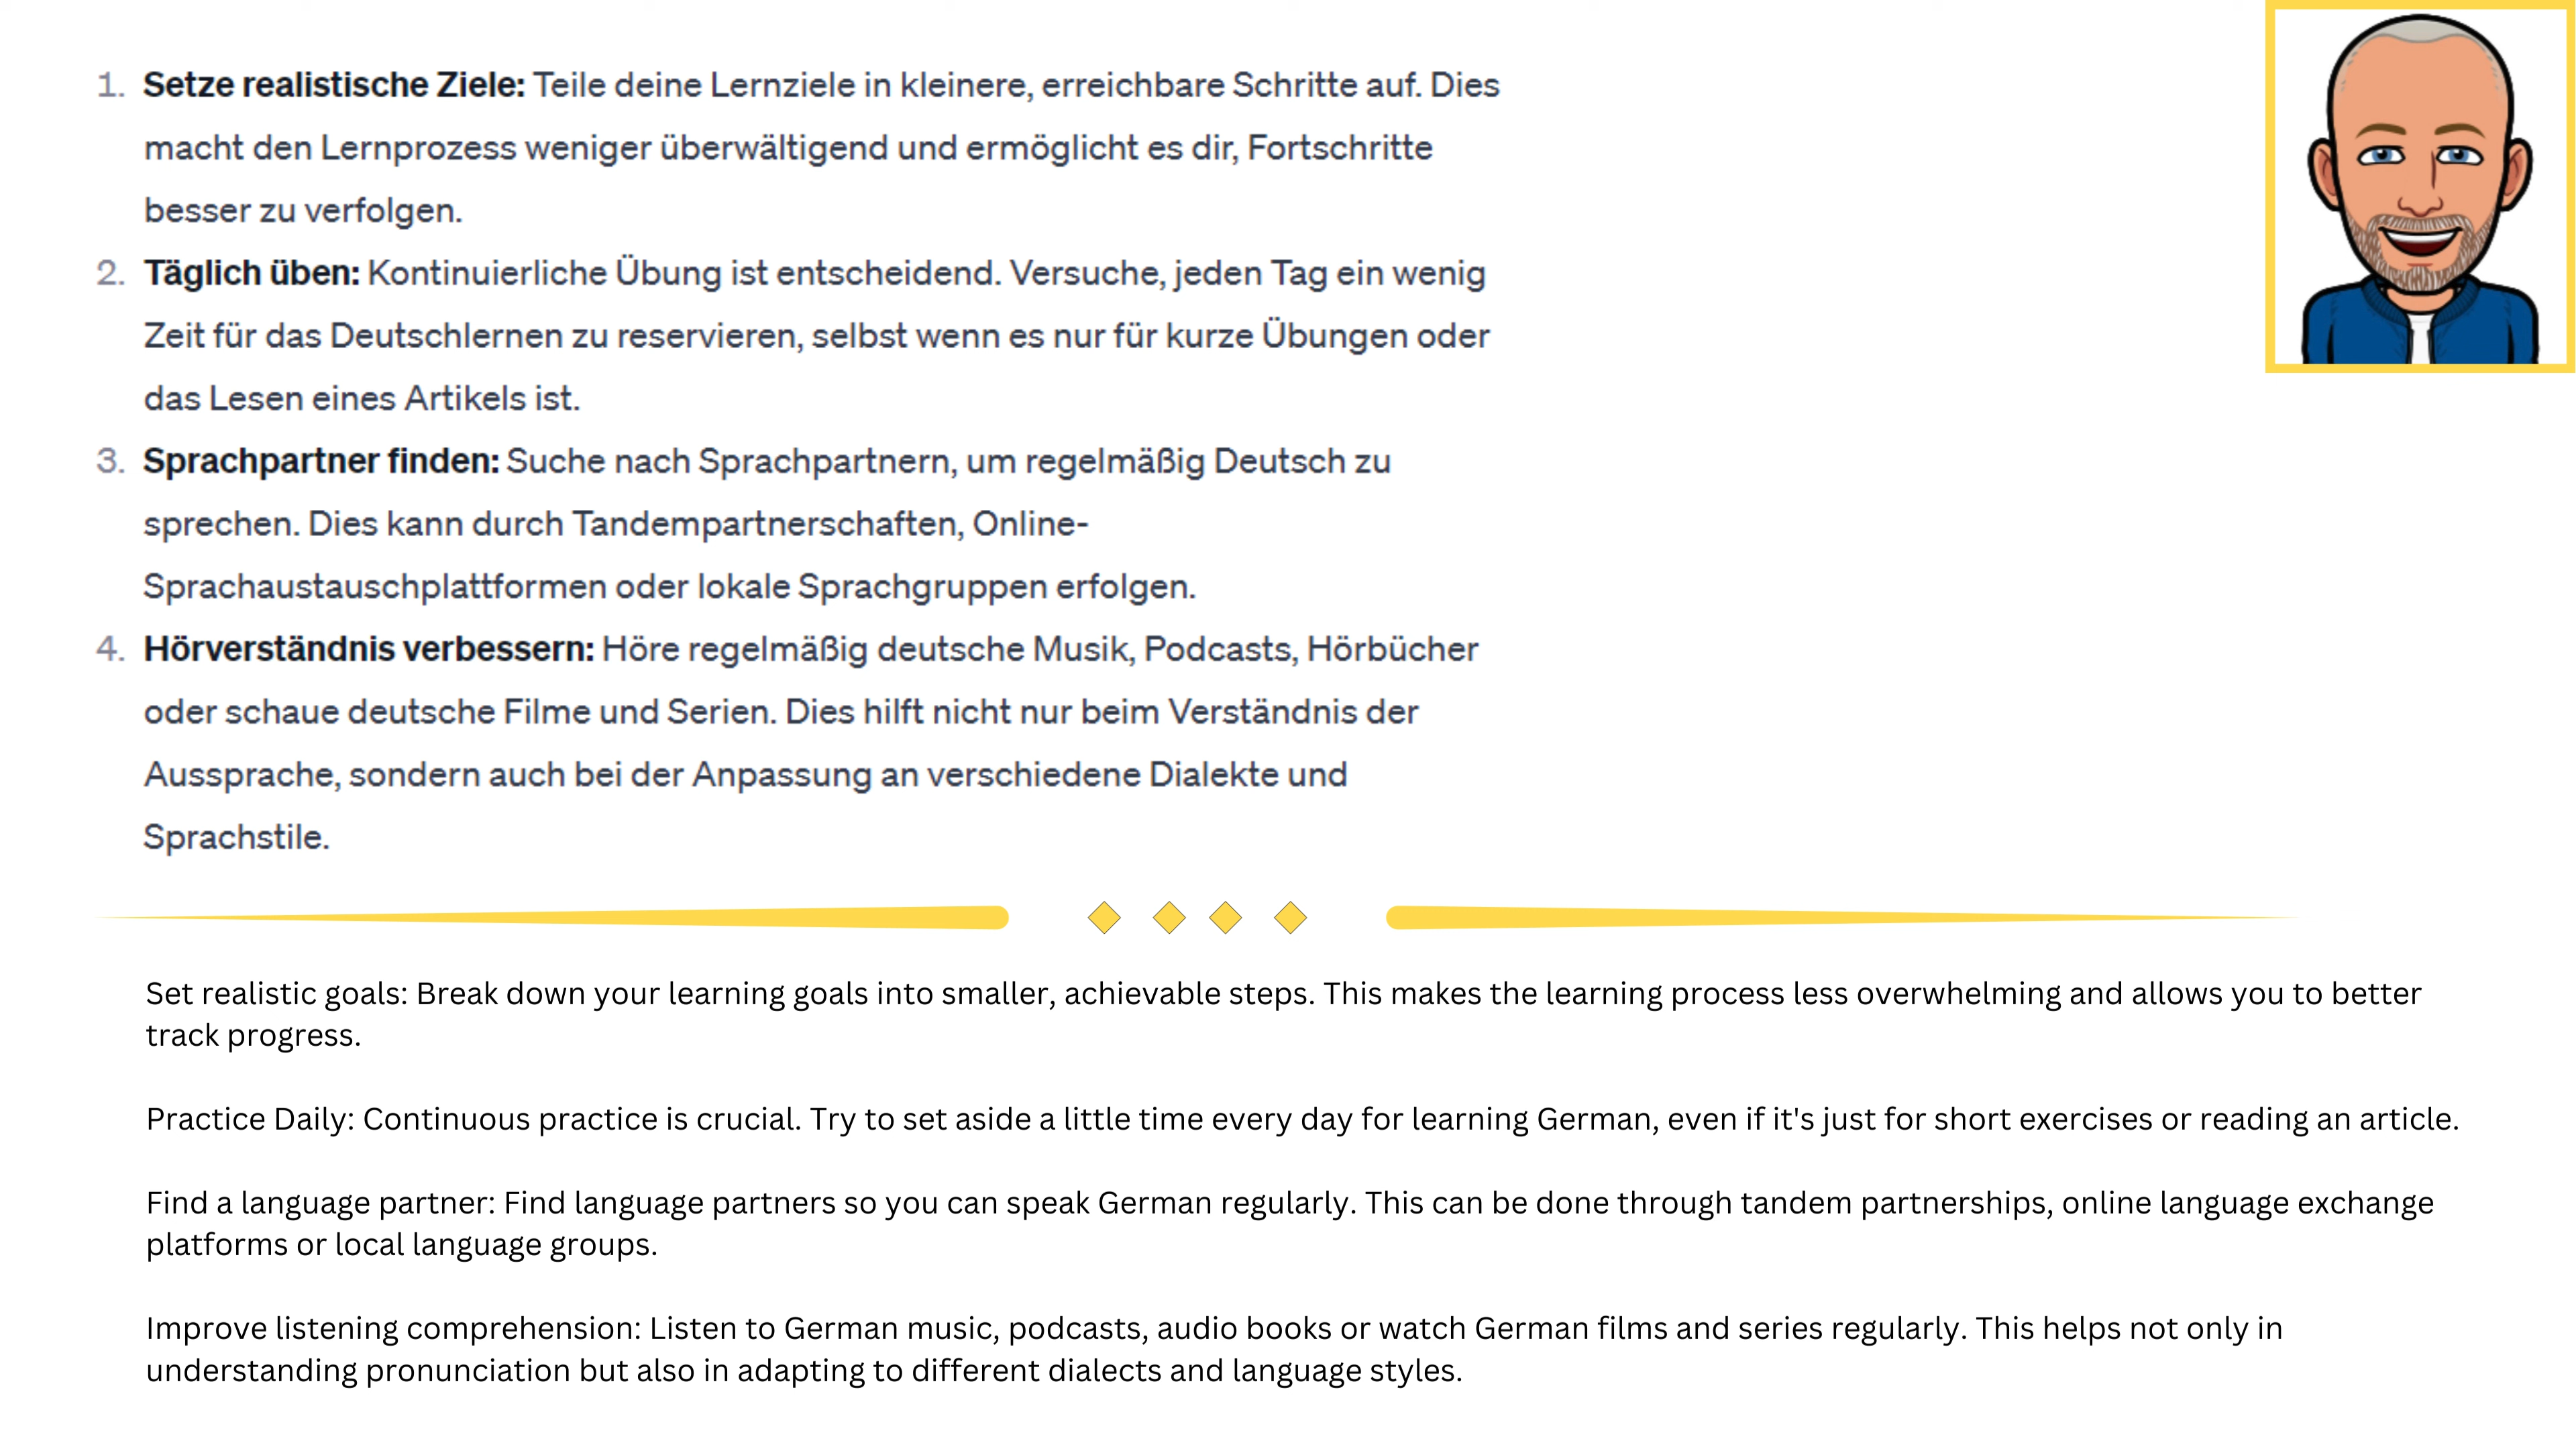 1. Setze realistische Ziele: Teile deine Lernziele in kleinere, erreichbare Schritte auf. Dies
macht den Lernprozess weniger überwältigend und ermöglicht es dir, Fortschritte
besser zu verfolgen.
2. Täglich üben: Kontinuierliche Übung ist entscheidend. Versuche, jeden Tag ein wenig
Zeit für das Deutschlernen zu reservieren, selbst wenn es nur für kurze Übungen oder
das Lesen eines Artikels ist.
3. Sprachpartner finden: Suche nach Sprachpartnern, um regelmäßig Deutsch zu
sprechen. Dies kann durch Tandempartnerschaften, Online-
Sprachaustauschplattformen oder lokale Sprachgruppen erfolgen.
4. Hörverständnis verbessern: Höre regelmäßig deutsche Musik, Podcasts, Hörbücher
oder schaue deutsche Filme und Serien. Dies hilft nicht nur beim Verständnis der
Aussprache, sondern auch bei der Anpassung an verschiedene Dialekte und
Sprachstile.
Set realistic goals: Break down your learning goals into smaller, achievable steps. This makes the learning process less overwhelming and allows you to better
track progress.
Practice Daily: Continuous practice is crucial. Try to set aside a little time every day for learning German, even if it's just for short exercises or reading an article.
Find a language partner: Find language partners so you can speak German regularly. This can be done through tandem partnerships, online language exchange
platforms or local language groups.
Improve listening comprehension: Listen to German music, podcasts, audio books or watch German films and series regularly. This helps not only in
understanding pronunciation but also in adapting to different dialects and language styles.